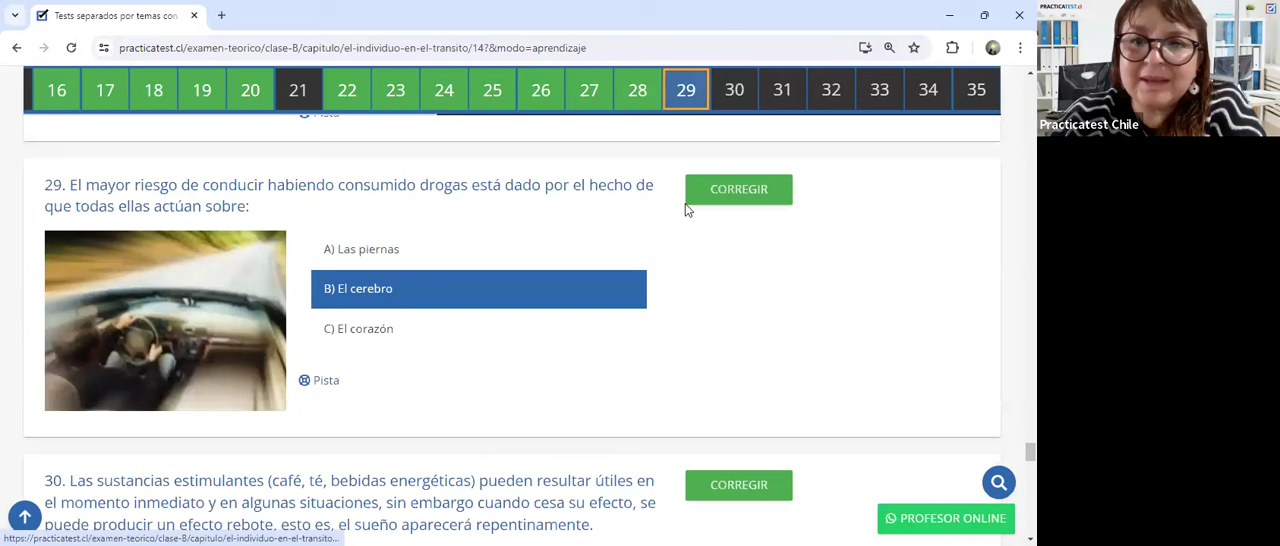 Tests separados por temas con
practicatest.cl/examen-teorico/clase-B/capitulo/el-individuo-en-el-transito/14?&modo=aprendizaje
16 17 18 19 20 21 22 23 24 25 26 27 28 29 30 31 32 33 34 35
Pista
29. El mayor riesgo de conducir habiendo consumido drogas está dado por el hecho de
que todas ellas actúan sobre:
CORREGIR
A) Las piernas
B) El cerebro
C) El corazón
Pista
30. Las sustancias estimulantes (café, té, bebidas energéticas) pueden resultar útiles en
el momento inmediato y en algunas situaciones, sin embargo cuando cesa su efecto, se
puede producir un efecto rebote, esto es, el sueño aparecerá repentinamente.
CORREGIR
PROFESOR ONLINE
https://practicatest.cl/examen-teorico/clase-B/capitulo/el-individuo-en-el-transito...
PRACTICATEST.cl
Practicatest Chile